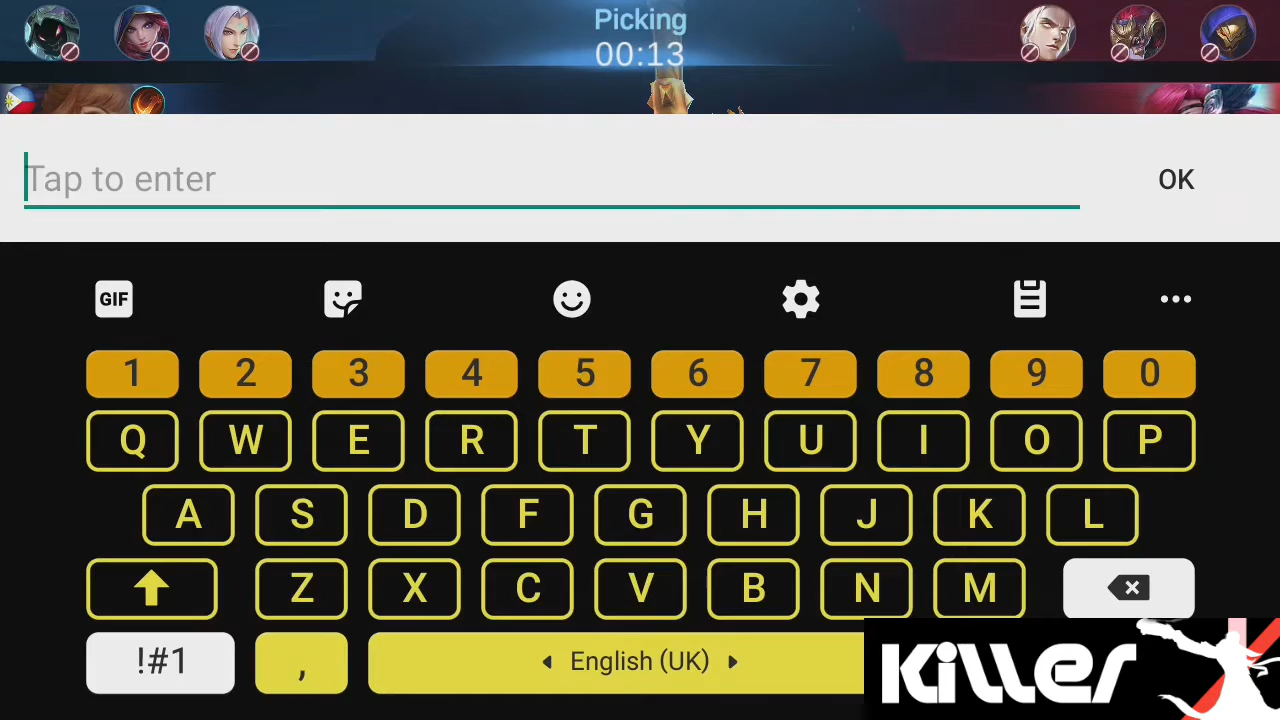 Picking
00:13
Tap to enter
OK
GIF
1 2 3 4 5 6 7 8 9 0
Q W E R T Y U I O P
A S D F G H J K L
Z X C V B N M
!#1 , English (UK)
KiLLER